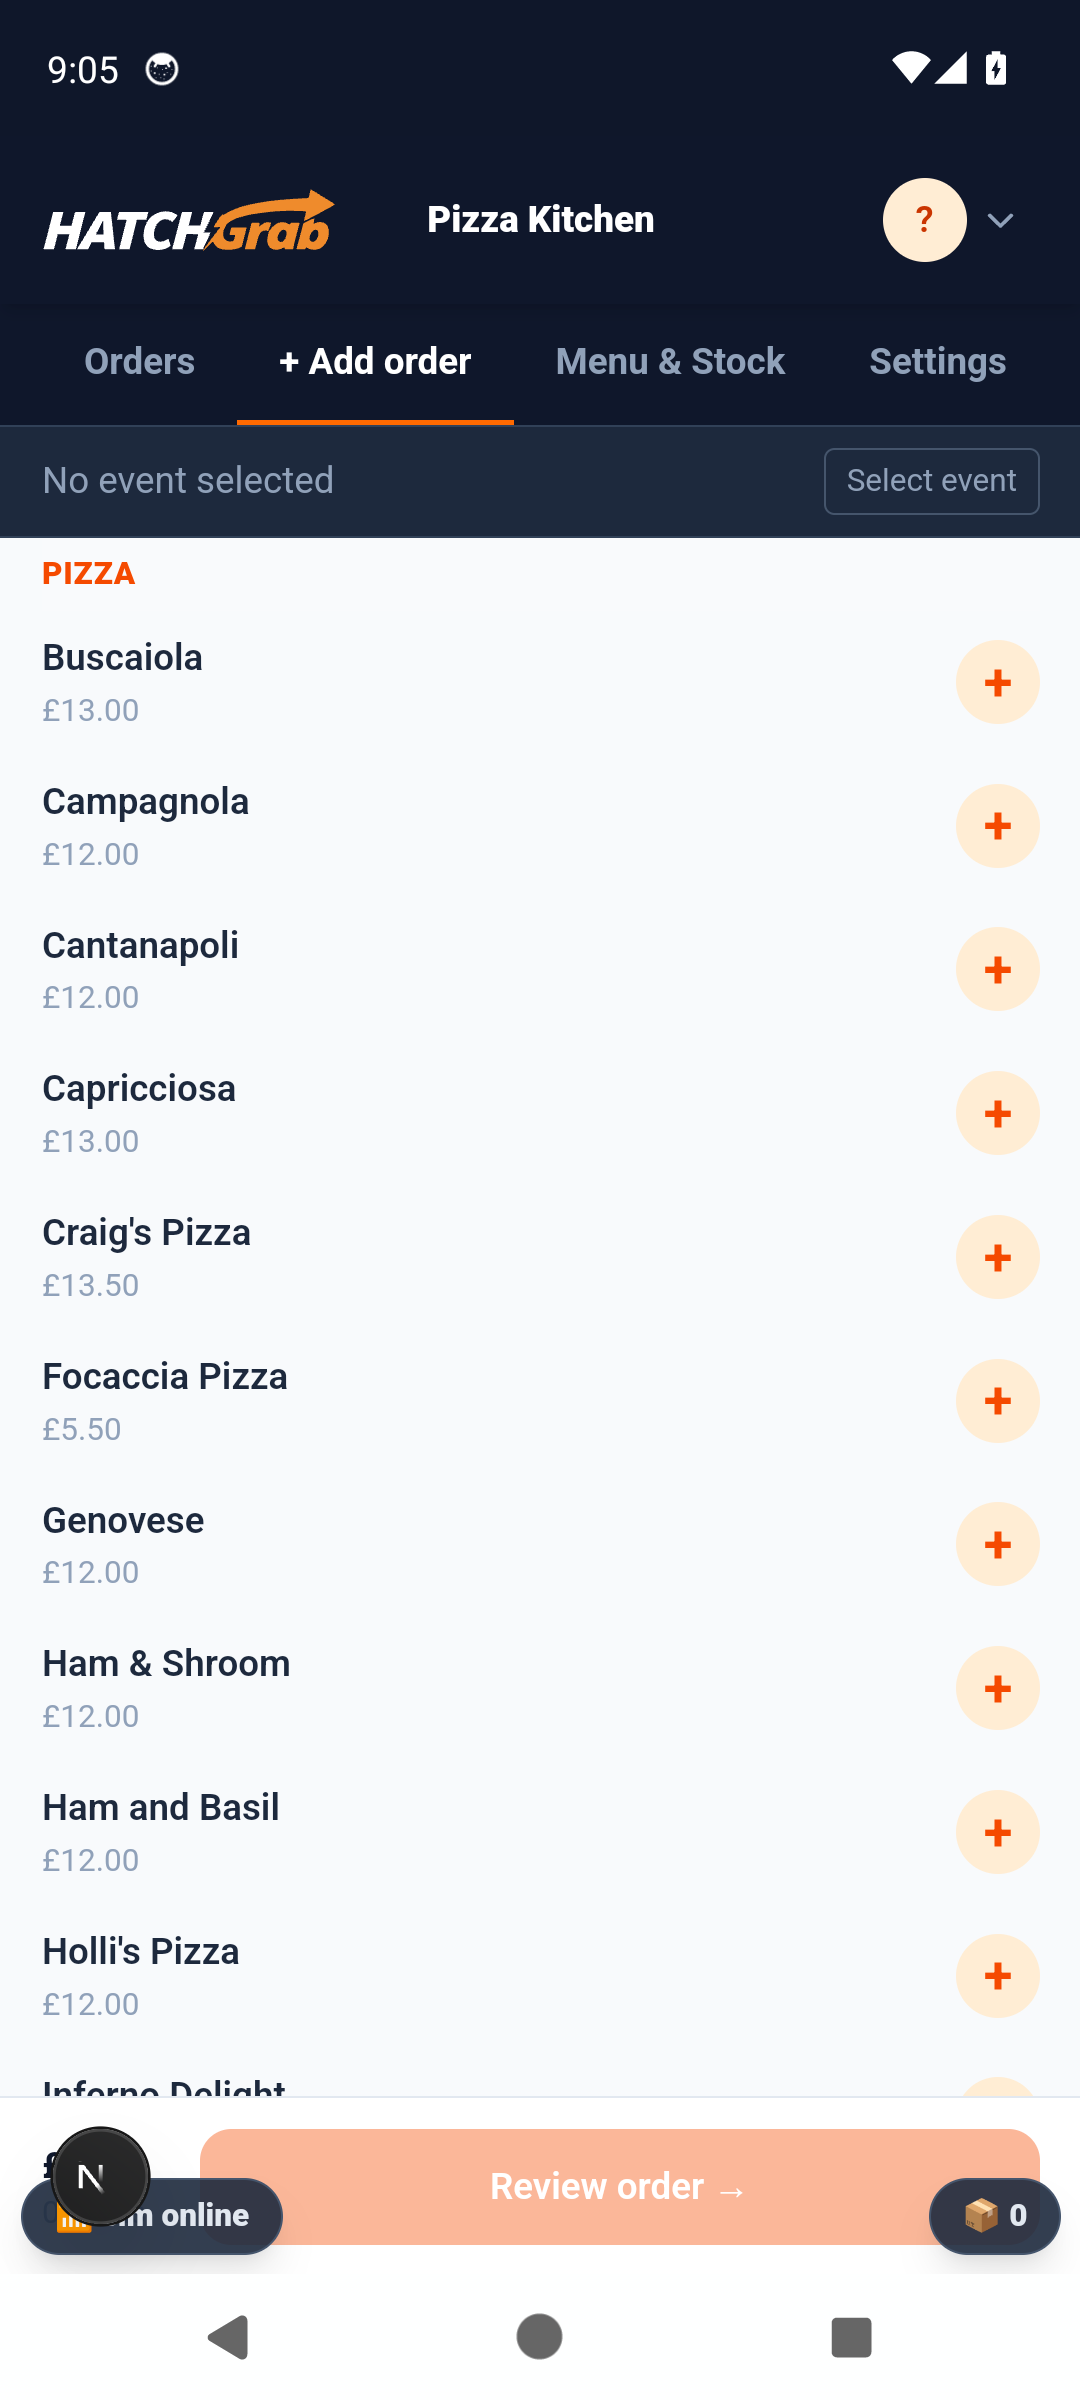 9:05
HATCHGrab
Pizza Kitchen
?
Orders
+ Add order
Menu & Stock
Settings
No event selected
Select event
PIZZA
Buscaiola
£13.00
+
Campagnola
£12.00
+
Cantanapoli
£12.00
+
Capricciosa
£13.00
+
Craig's Pizza
£13.50
+
Focaccia Pizza
£5.50
+
Genovese
£12.00
+
Ham & Shroom
£12.00
+
Ham and Basil
£12.00
+
Holli's Pizza
£12.00
+
Inferno Delight
N
online
Review order →
0